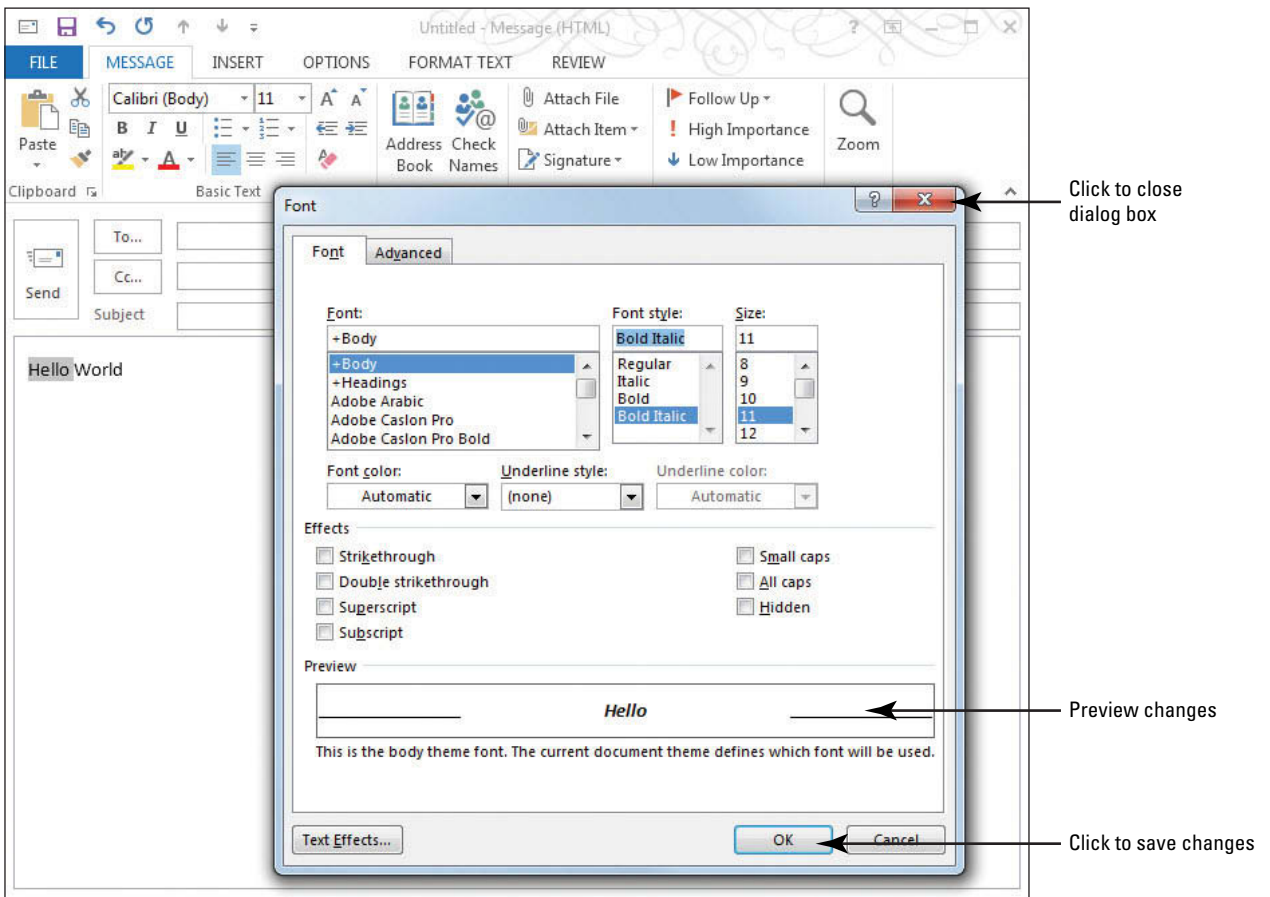 Untitled - Message (HTML)
FILE MESSAGE INSERT OPTIONS FORMAT TEXT REVIEW
Calibri (Body) 11
Paste
B I U
Address Book
Check Names
Attach File
Attach Item
Signature
Follow Up
High Importance
Low Importance
Zoom
Clipboard
Basic Text
To...
Cc...
Send
Subject
Hello World
Font
Font Advanced
Font: Font style: Size:
+Body Bold Italic 11
+Body Regular 8
+Headings Italic 9
Adobe Arabic Bold 10
Adobe Caslon Pro Bold Italic 11
Adobe Caslon Pro Bold 12
Font color: Underline style: Underline color:
Automatic (none) Automatic
Effects
Strikethrough Small caps
Double strikethrough All caps
Superscript Hidden
Subscript
Preview
Hello
This is the body theme font. The current document theme defines which font will be used.
Text Effects... OK Cancel
Click to close
dialog box
Preview changes
Click to save changes